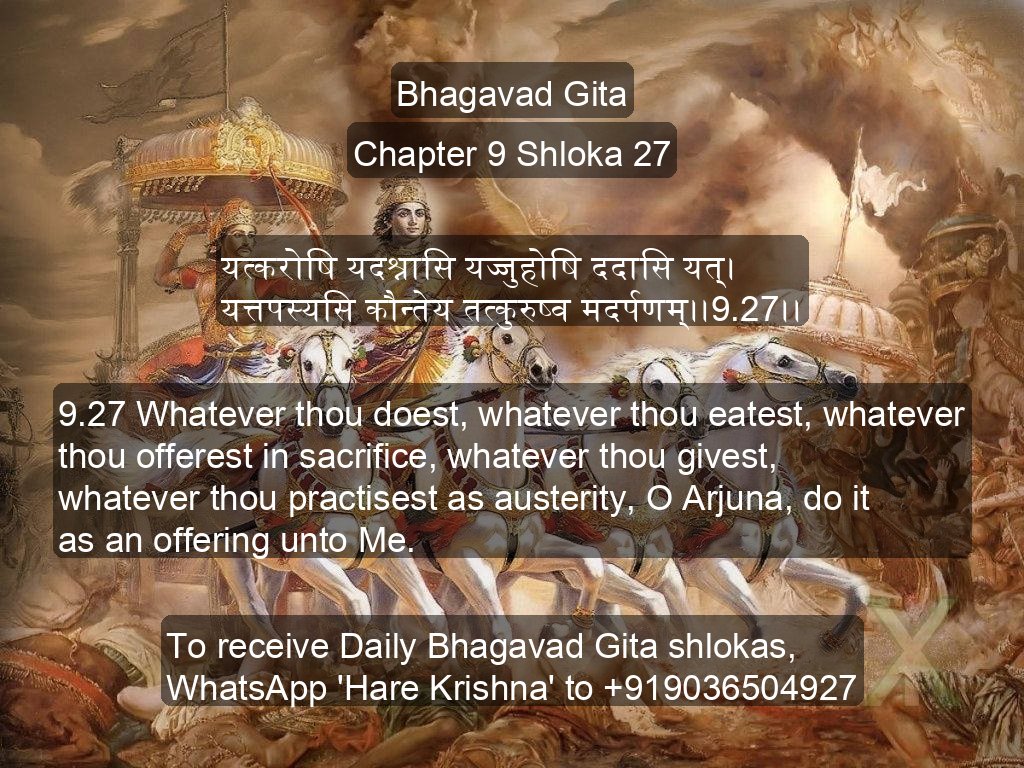 Bhagavad Gita
Chapter 9 Shloka 27
यत्करोषि यदश्नासि यज्जुहोषि ददासि यत्।
यत्तपस्यसि कौन्तेय तत्कुरुष्व मदर्पणम्।।9.27।।
9.27 Whatever thou doest, whatever thou eatest, whatever
thou offerest in sacrifice, whatever thou givest,
whatever thou practisest as austerity, O Arjuna, do it
as an offering unto Me.
To receive Daily Bhagavad Gita shlokas,
WhatsApp 'Hare Krishna' to +919036504927